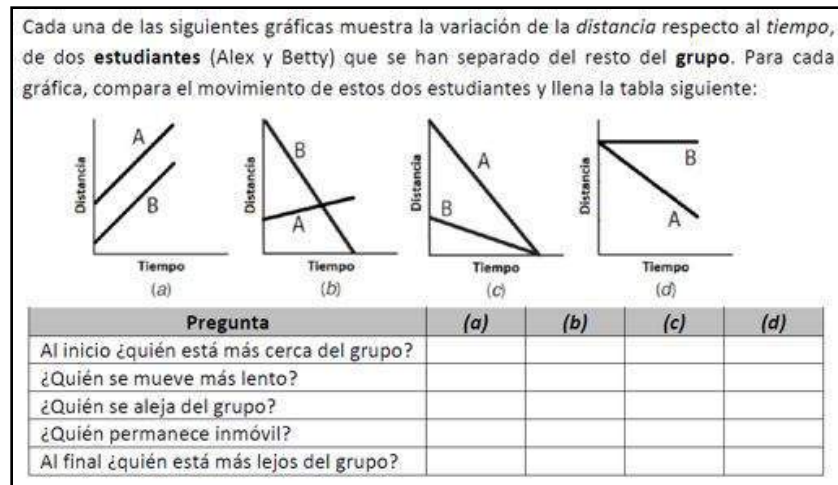 Cada una de las siguientes gráficas muestra la variación de la distancia respecto al tiempo,
de dos estudiantes (Alex y Betty) que se han separado del resto del grupo. Para cada
gráfica, compara el movimiento de estos dos estudiantes y llena la tabla siguiente:
Distancia A B Tiempo (a)
Distancia B A Tiempo (b)
Distancia A B Tiempo (c)
Distancia B A Tiempo (d)
Pregunta (a) (b) (c) (d)
Al inicio ¿quién está más cerca del grupo?
¿Quién se mueve más lento?
¿Quién se aleja del grupo?
¿Quién permanece inmóvil?
Al final ¿quién está más lejos del grupo?